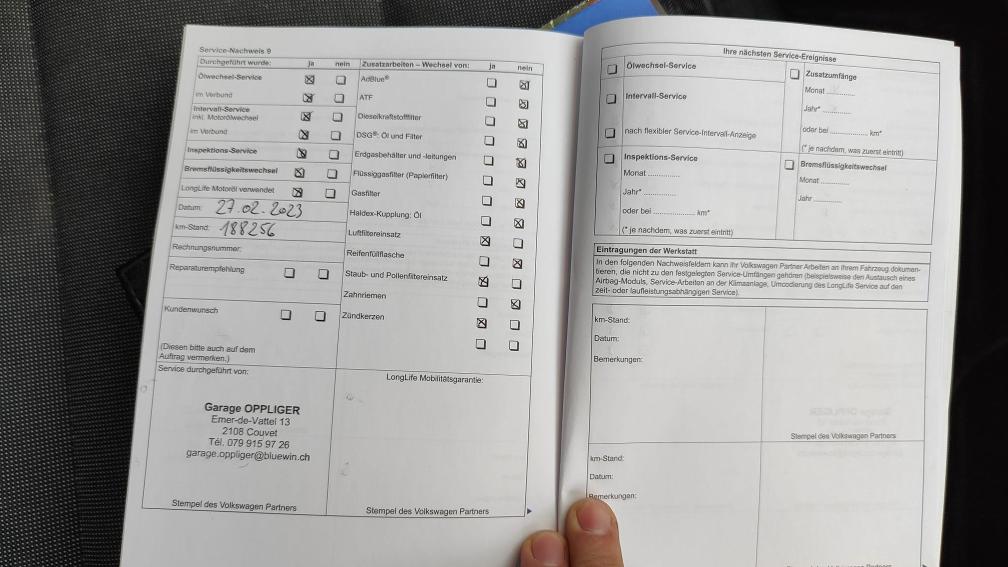 Service-Nachweis 9
Durchgeführt wurde: ja nein
Ölwechsel-Service
im Verbund
Intervall-Service
inkl. Motorölwechsel
im Verbund
Inspektions-Service
Bremsflüssigkeitswechsel
LongLife Motoröl verwendet
Datum: 27.02.2023
km-Stand: 188256
Rechnungsnummer:
Reparaturempfehlung
Kundenwunsch
(Diesen bitte auch auf dem
Auftrag vermerken.)
Service durchgeführt von:
Garage OPPLIGER
Emer-de-Vattel 13
2108 Couvet
Tél. 079 915 97 26
garage.oppliger@bluewin.ch
Stempel des Volkswagen Partners
Zusatzarbeiten – Wechsel von: ja nein
AdBlue®
ATF
Dieselkraftstofffilter
DSG®: Öl und Filter
Erdgasbehälter und -leitungen
Flüssiggasfilter (Papierfilter)
Gasfilter
Haldex-Kupplung: Öl
Luftfiltereinsatz
Reifenfüllflasche
Staub- und Pollenfiltereinsatz
Zahnriemen
Zündkerzen
LongLife Mobilitätsgarantie:
Stempel des Volkswagen Partners
Ihre nächsten Service-Ereignisse
Ölwechsel-Service
Intervall-Service
nach flexibler Service-Intervall-Anzeige
Inspektions-Service
Monat .............
Jahr* .............
oder bei ................. km*
(* je nachdem, was zuerst eintritt)
Zusatzumfänge
Monat ...........
Jahr* ...........
oder bei ............... km*
(* je nachdem, was zuerst eintritt)
Bremsflüssigkeitswechsel
Monat ...........
Jahr ...........
Eintragungen der Werkstatt
In den folgenden Nachweisfeldern kann Ihr Volkswagen Partner Arbeiten an Ihrem Fahrzeug dokumen-
tieren, die nicht zu den festgelegten Service-Umfängen gehören (beispielsweise den Austausch eines
Airbag-Moduls, Service-Arbeiten an der Klimaanlage, Umcodierung des LongLife Service auf den
zeit- oder laufleistungsabhängigen Service).
km-Stand:
Datum:
Bemerkungen:
Stempel des Volkswagen Partners
km-Stand:
Datum:
Bemerkungen:
Stempel des Volkswagen Partners